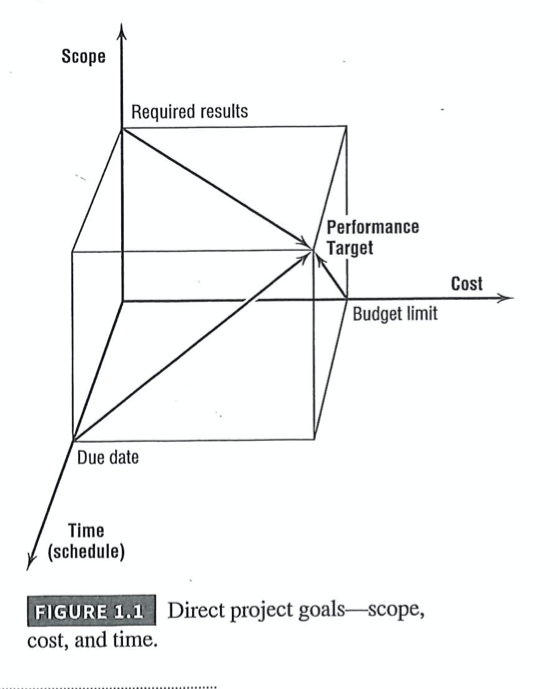 Scope
Required results
Performance
Target
Cost
Budget limit
Due date
Time
(schedule)
FIGURE 1.1 Direct project goals—scope,
cost, and time.